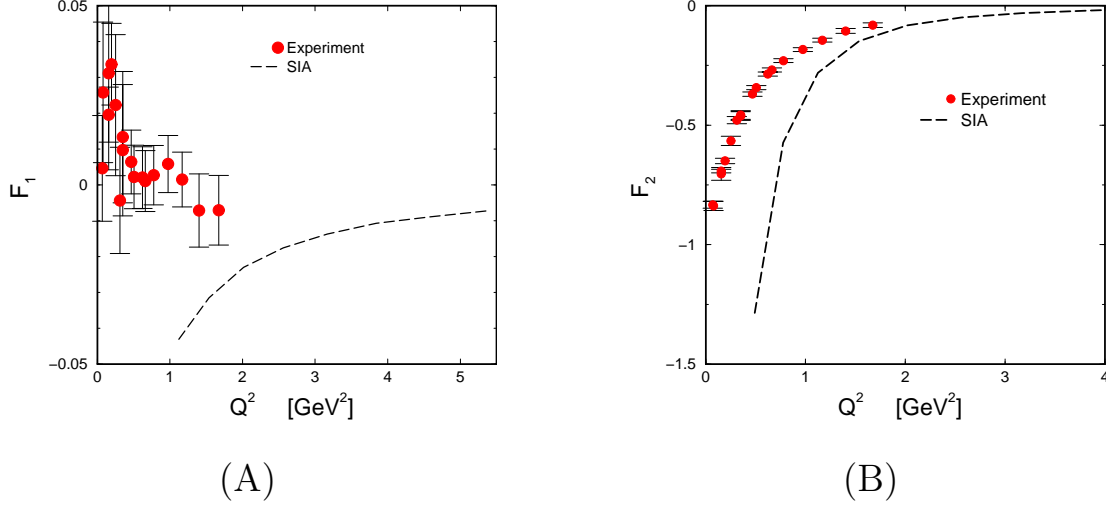 0.05
0
−0.05
F1
0 1 2 3 4 5
Q² [GeV²]
Experiment
SIA
(A)
0
−0.5
−1
−1.5
F2
0 1 2 3 4
Q² [GeV²]
Experiment
SIA
(B)